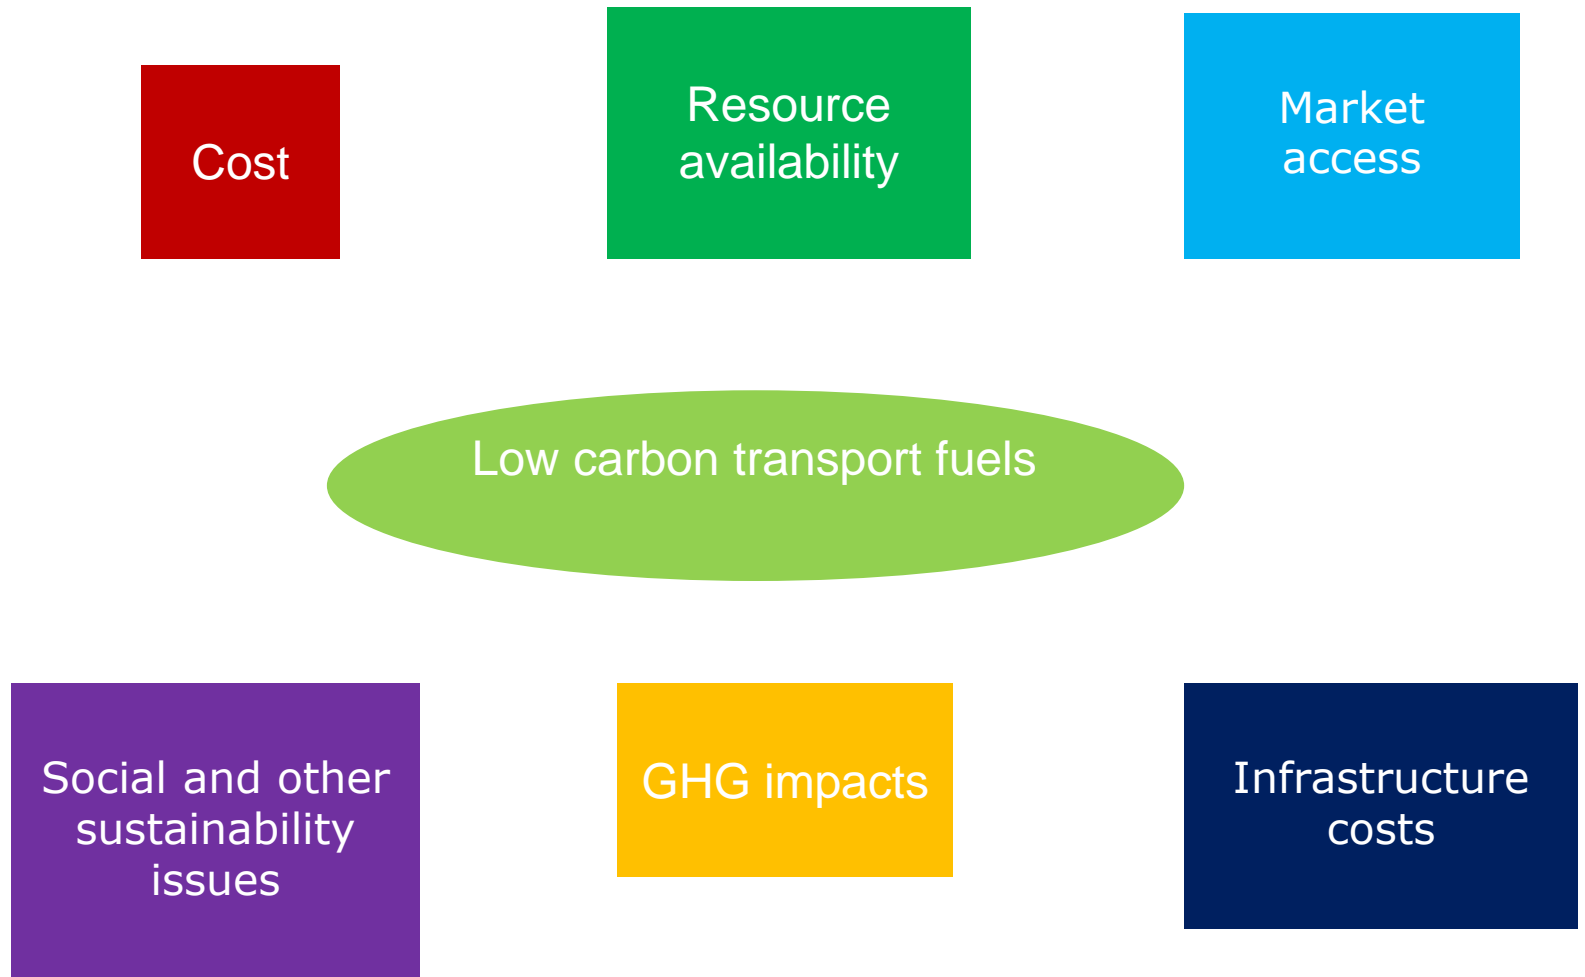 Cost
Resource
availability
Market
access
Low carbon transport fuels
Social and other
sustainability
issues
GHG impacts
Infrastructure
costs